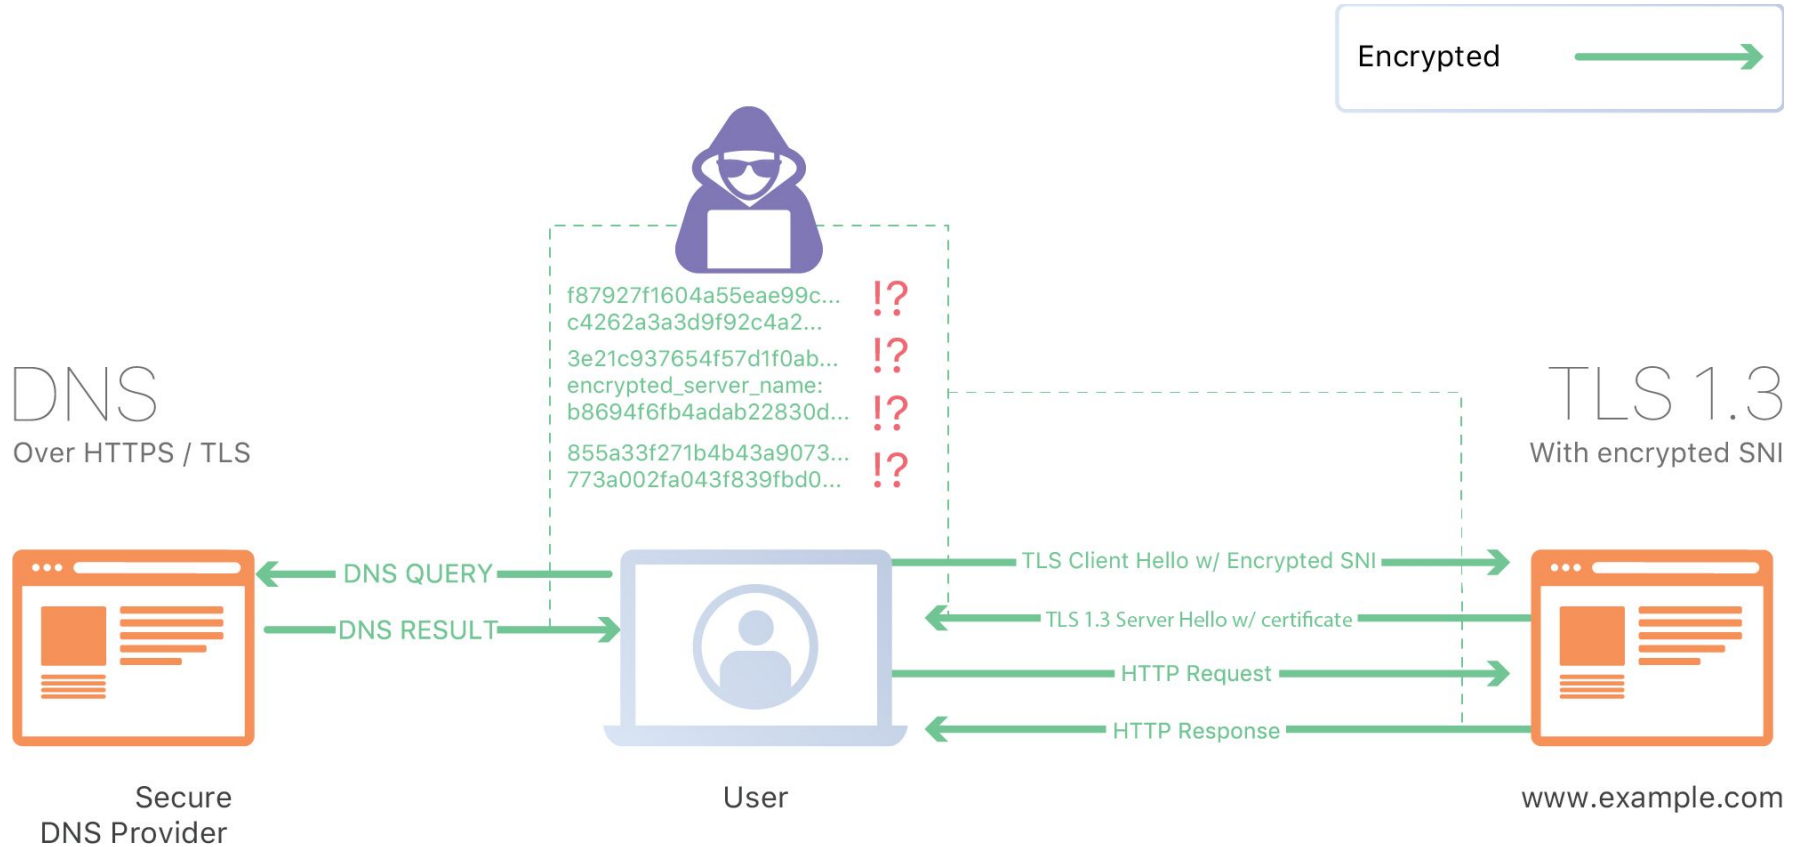 Encrypted
f87927f1604a55eae99c...
!?
c4262a3a3d9f92c4a2...
3e21c937654f57d1f0ab...
!?
encrypted_server_name:
b8694f6fb4adab22830d...
!?
855a33f271b4b43a9073...
!?
773a002fa043f839fbd0...
DNS
Over HTTPS / TLS
TLS 1.3
With encrypted SNI
DNS QUERY
DNS RESULT
TLS Client Hello w/ Encrypted SNI
TLS 1.3 Server Hello w/ certificate
HTTP Request
HTTP Response
Secure
DNS Provider
User
www.example.com